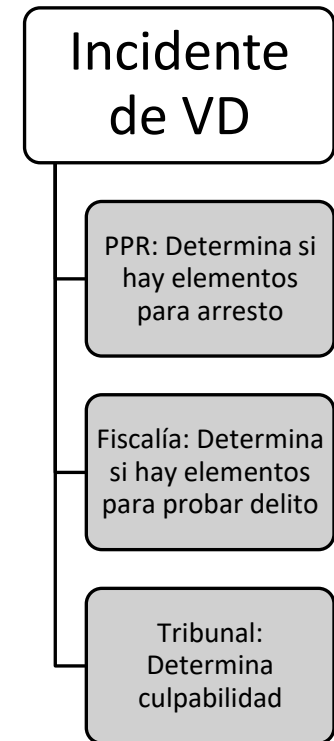 Incidente
de VD
PPR: Determina si
hay elementos
para arresto
Fiscalía: Determina
si hay elementos
para probar delito
Tribunal:
Determina
culpabilidad